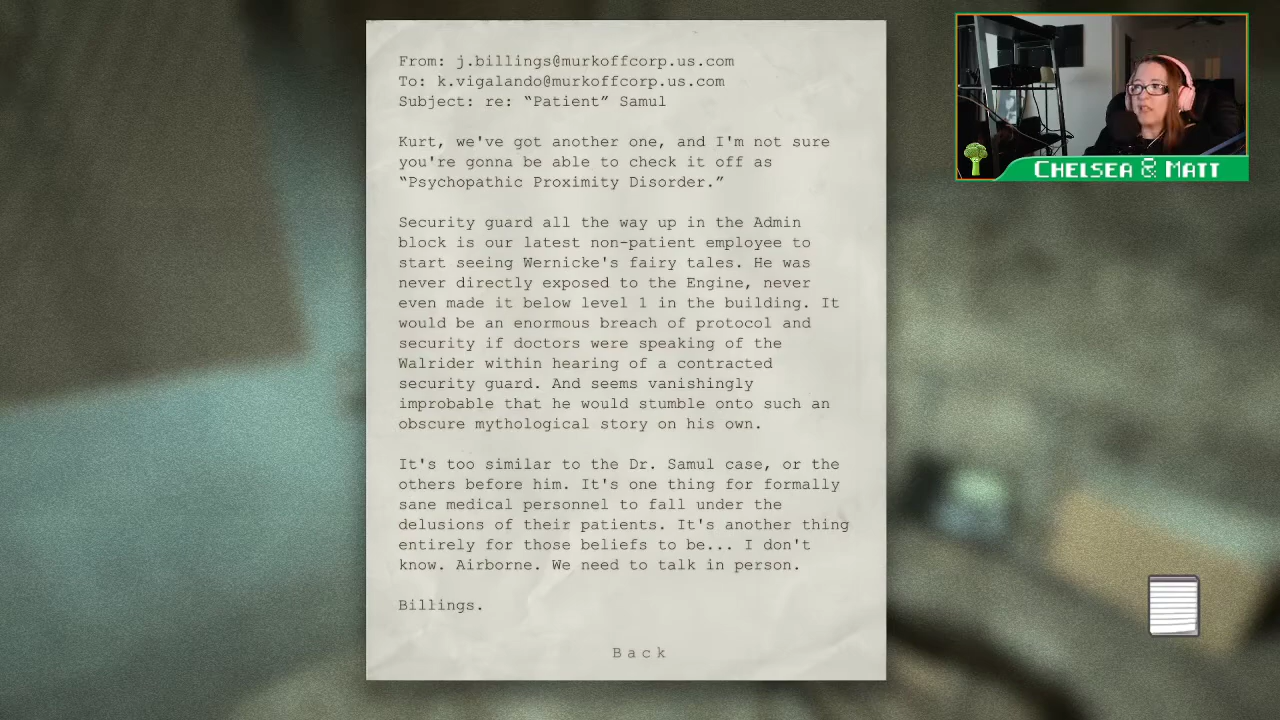 From: j.billings@murkoffcorp.us.com
To: k.vigalando@murkoffcorp.us.com
Subject: re: “Patient” Samul
Kurt, we've got another one, and I'm not sure
you're gonna be able to check it off as
“Psychopathic Proximity Disorder.”
Security guard all the way up in the Admin
block is our latest non-patient employee to
start seeing Wernicke's fairy tales. He was
never directly exposed to the Engine, never
even made it below level 1 in the building. It
would be an enormous breach of protocol and
security if doctors were speaking of the
Walrider within hearing of a contracted
security guard. And seems vanishingly
improbable that he would stumble onto such an
obscure mythological story on his own.
It's too similar to the Dr. Samul case, or the
others before him. It's one thing for formally
sane medical personnel to fall under the
delusions of their patients. It's another thing
entirely for those beliefs to be... I don't
know. Airborne. We need to talk in person.
Billings.
Back
CHELSEA & MATT